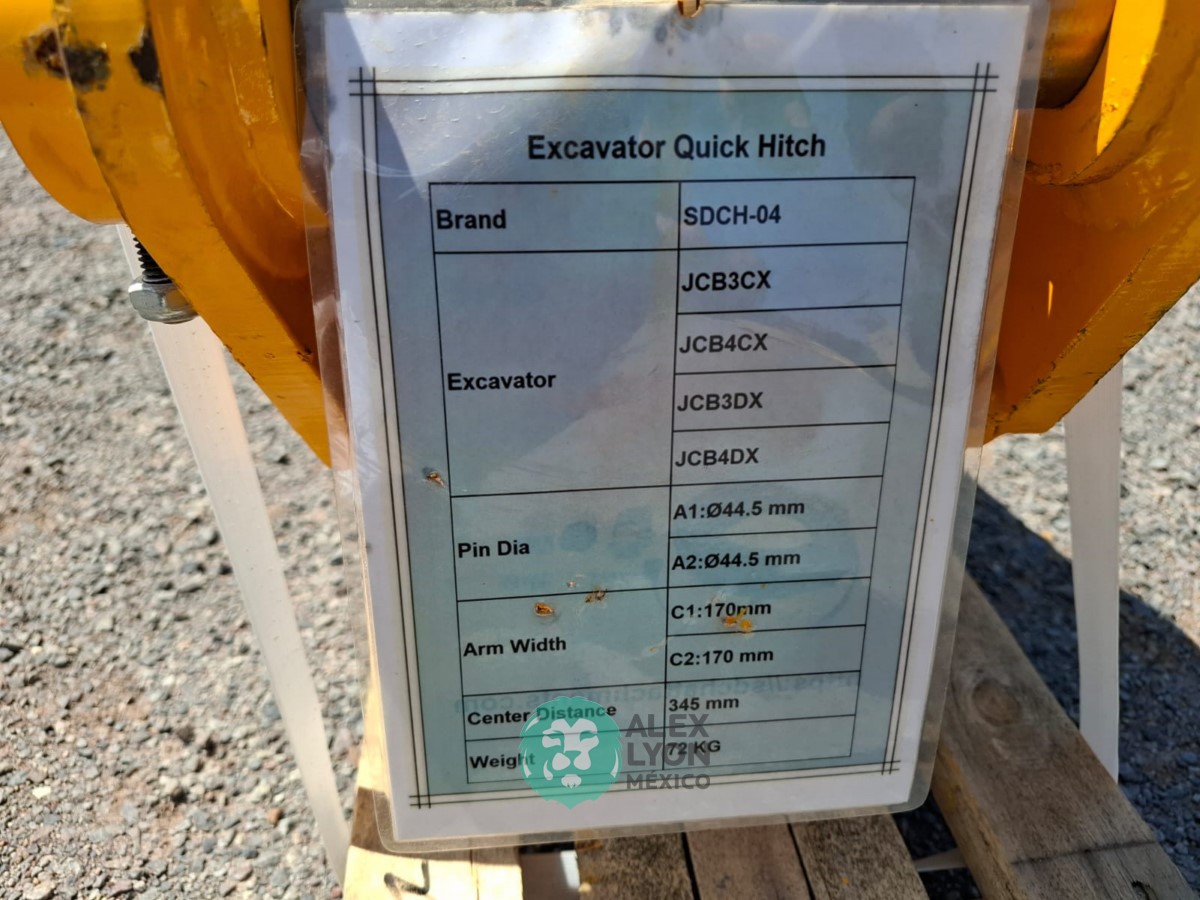 Excavator Quick Hitch
Brand SDCH-04
Excavator JCB3CX
JCB4CX
JCB3DX
JCB4DX
Pin Dia A1:Ø44.5 mm
A2:Ø44.5 mm
Arm Width C1:170mm
C2:170 mm
Center Distance 345 mm
Weight 72 KG
ALEX
LYON
MÉXICO